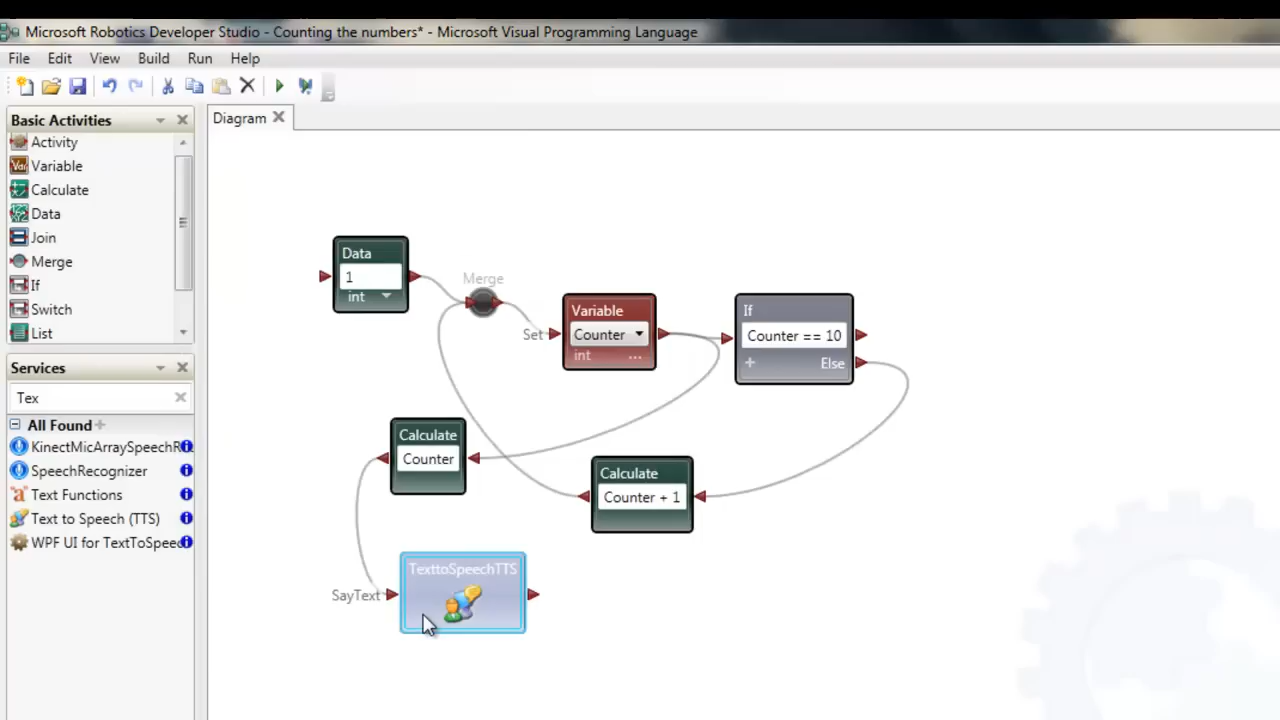 Microsoft Robotics Developer Studio - Counting the numbers* - Microsoft Visual Programming Language
File Edit View Build Run Help
Basic Activities
Activity
Variable
Calculate
Data
Join
Merge
If
Switch
List
Services
Tex
All Found
KinectMicArraySpeechR
SpeechRecognizer
Text Functions
Text to Speech (TTS)
WPF UI for TextToSpeec
Diagram
Data
1
int
Merge
Set
Variable
Counter
int ...
If
Counter == 10
Else
Calculate
Counter
Calculate
Counter + 1
TexttoSpeechTTS
SayText